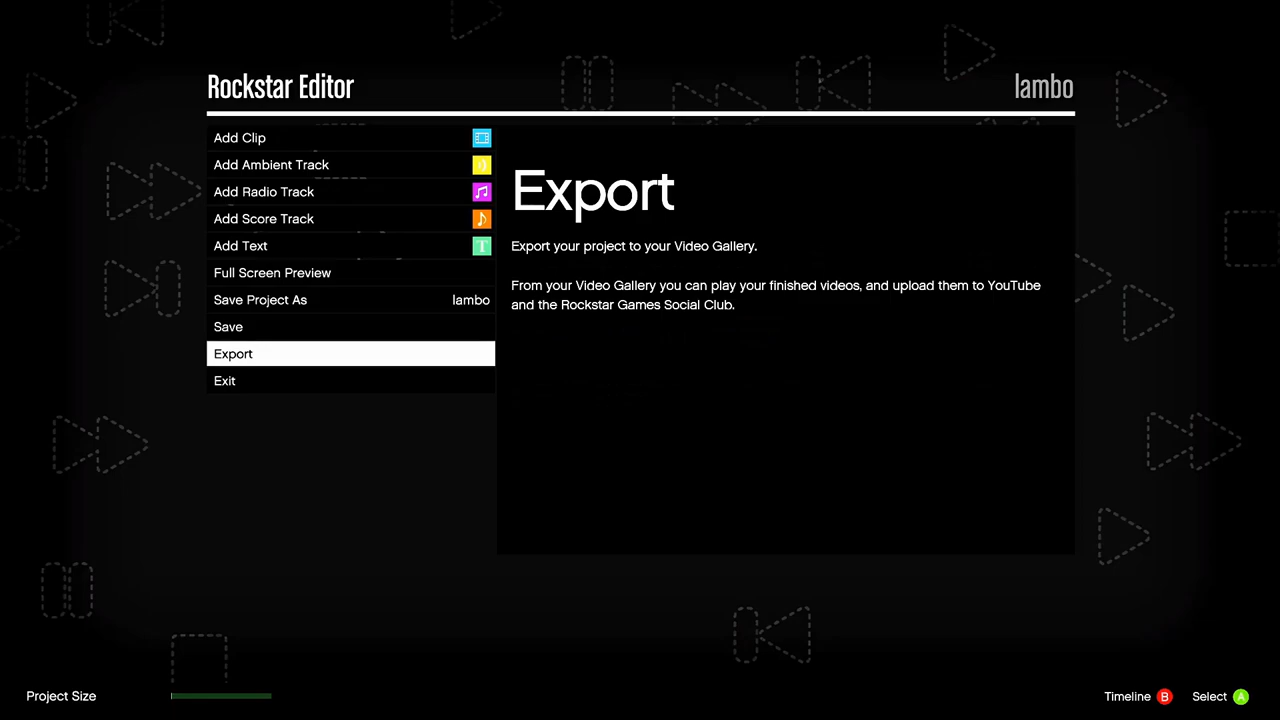 Rockstar Editor
lambo
Add Clip
Add Ambient Track
Add Radio Track
Add Score Track
Add Text
T
Full Screen Preview
Save Project As lambo
Save
Export
Exit
Export
Export your project to your Video Gallery.
From your Video Gallery you can play your finished videos, and upload them to YouTube
and the Rockstar Games Social Club.
Project Size
Timeline B Select A